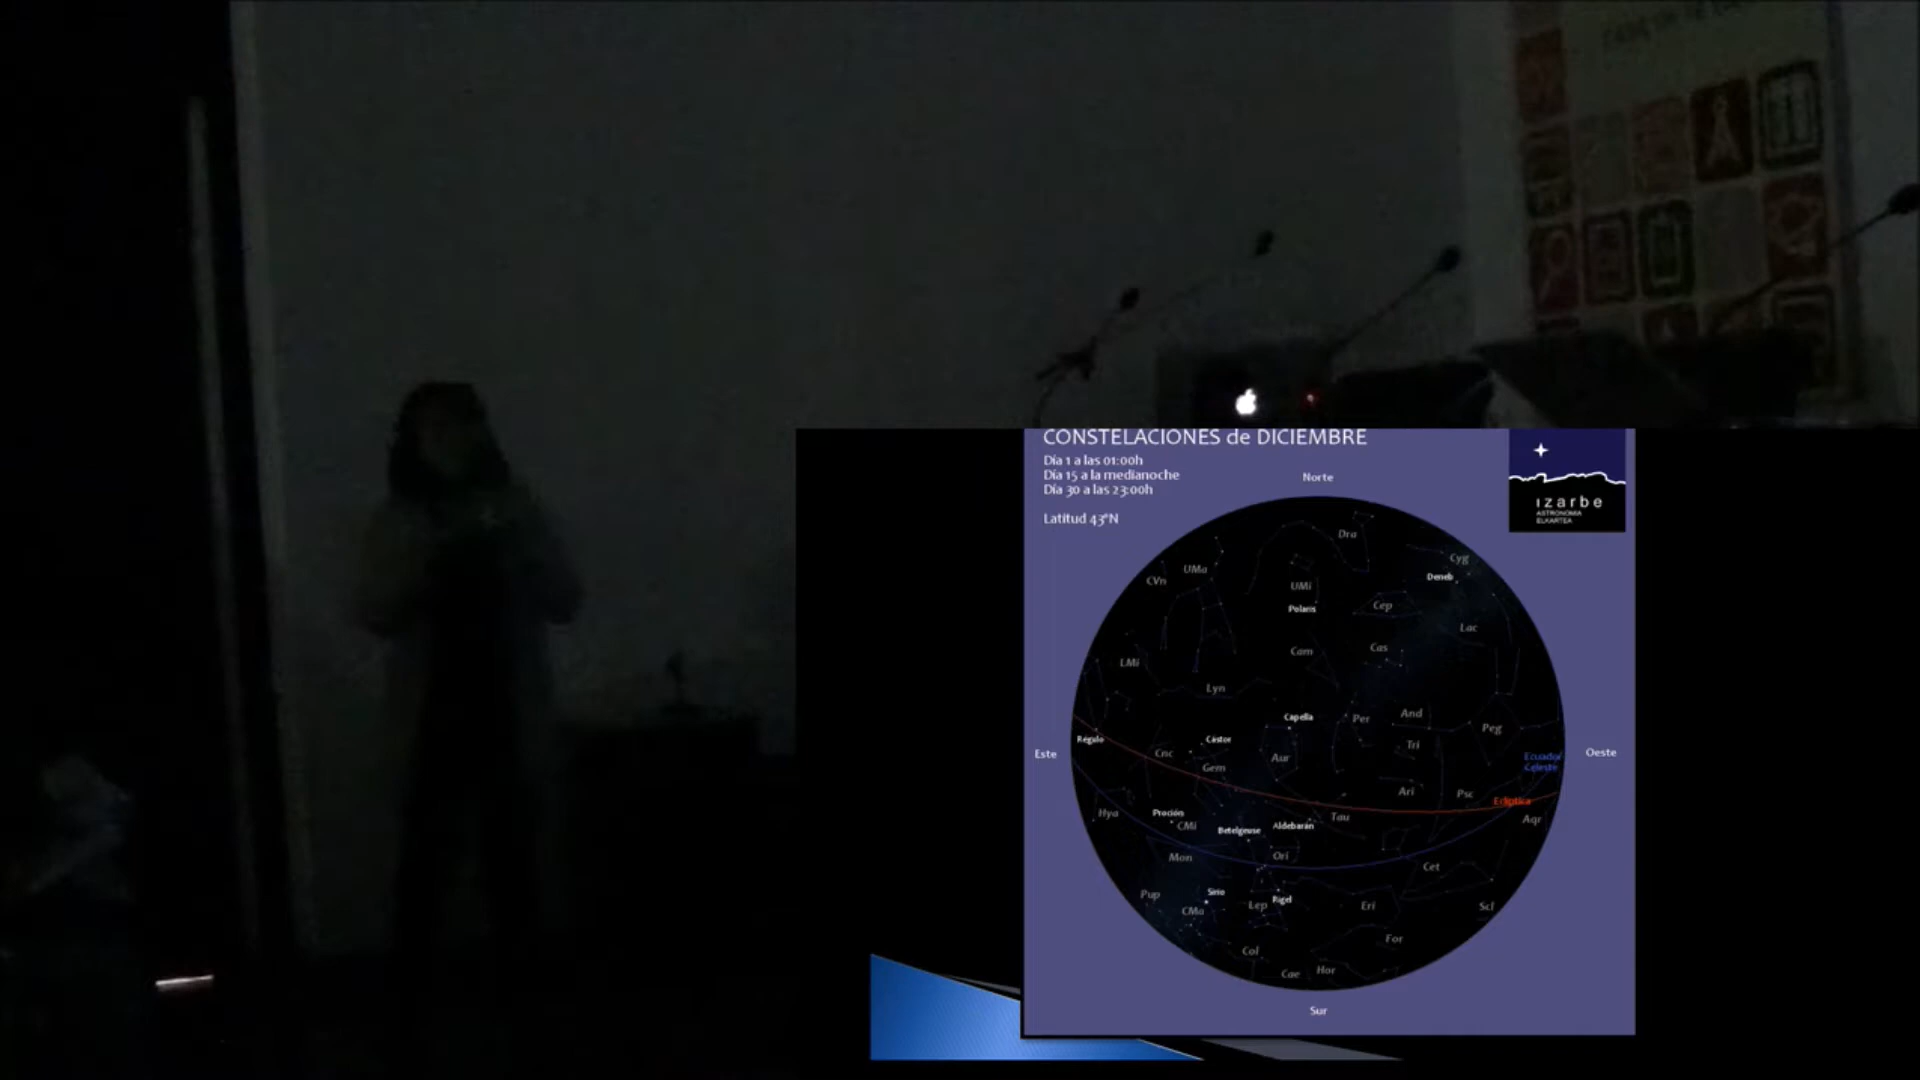 CONSTELACIONES de DICIEMBRE
Día 1 a las 01:00h
Día 15 a la medianoche
Día 30 a las 23:00h
Latitud 43ºN
Norte
izarbe
ASTRONOMIA
ELKARTEA
Dra
Cyg
Deneb
UMa
CVn
UMi
Polaris
Cep
Lac
Cam
Cas
LMi
Lyn
Capella
Per
And
Peg
Régulo
Cástor
Tri
Cnc
Aur
Gem
Este
Oeste
Ecuador
Celeste
Ari
Psc
Eclíptica
Hya
Proción
CMi
Betelgeuse
Aldebarán
Tau
Aqr
Mon
Ori
Cet
Pup
Sirio
CMa
Lep
Rigel
Eri
Scl
Col
For
Cae
Hor
Sur